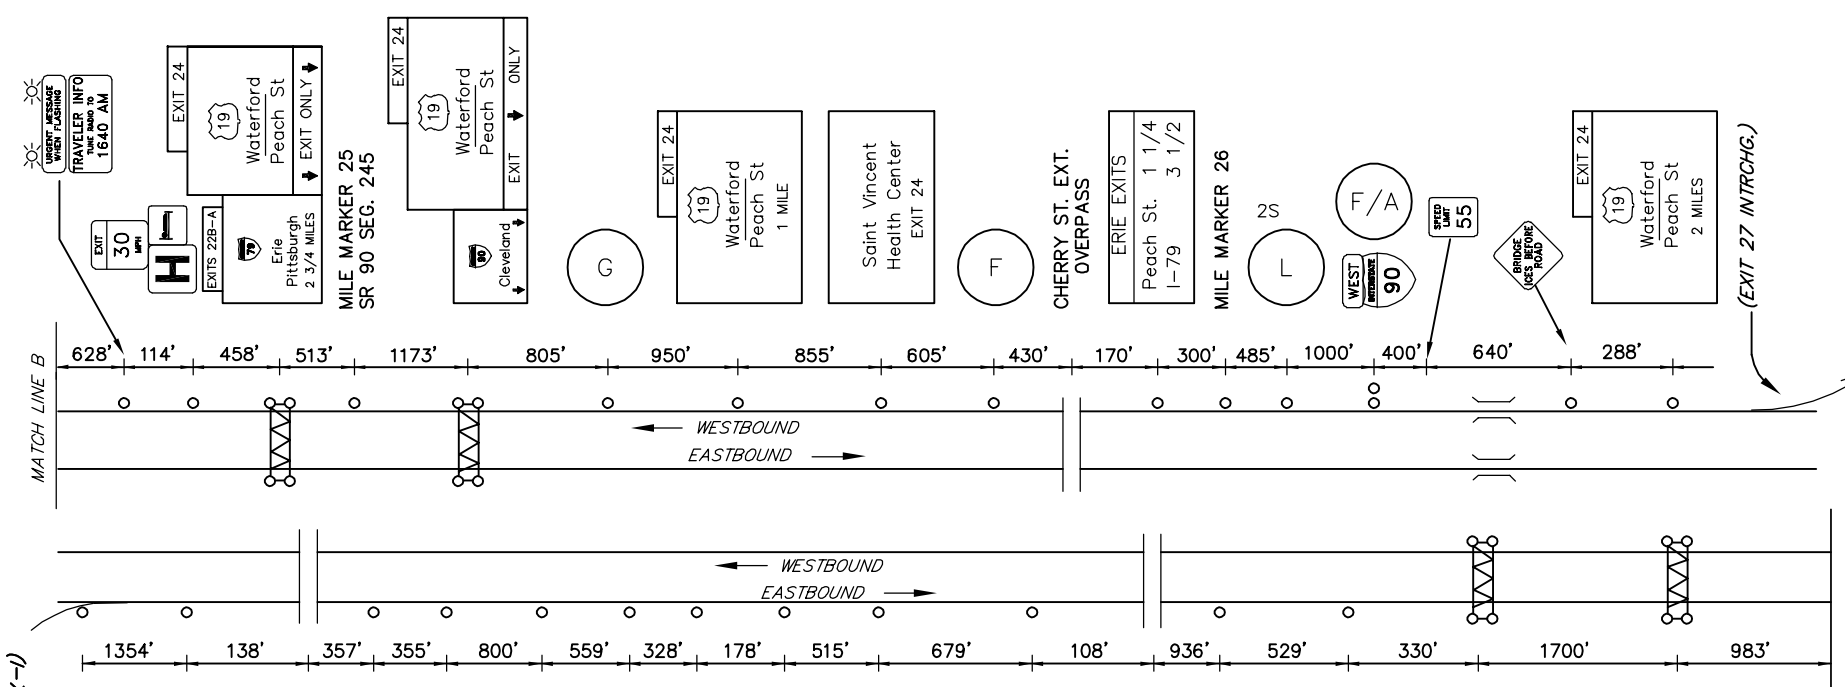 URGENT MESSAGE
WHEN FLASHING
TRAVELER INFO
TUNE RADIO TO
1640 AM
EXIT
30
MPH
H
EXIT 24
19
Waterford
Peach St
EXIT ONLY
EXITS 22B-A
79
Erie
Pittsburgh
2 3/4 MILES
MILE MARKER 25
SR 90 SEG. 245
EXIT 24
19
Waterford
Peach St
EXIT ONLY
90
Cleveland
G
EXIT 24
19
Waterford
Peach St
1 MILE
Saint Vincent
Health Center
EXIT 24
F
CHERRY ST. EXT.
OVERPASS
ERIE EXITS
Peach St. 1 1/4
I-79 3 1/2
MILE MARKER 26
2S
L
F/A
WEST
INTERSTATE
90
SPEED
LIMIT
55
BRIDGE
ICES BEFORE
ROAD
EXIT 24
19
Waterford
Peach St
2 MILES
(EXIT 27 INTRCHG.)
MATCH LINE B
628' 114' 458' 513' 1173' 805' 950' 855' 605' 430' 170' 300' 485' 1000' 400' 640' 288'
WESTBOUND
EASTBOUND
WESTBOUND
EASTBOUND
1354' 138' 357' 355' 800' 559' 328' 178' 515' 679' 108' 936' 529' 330' 1700' 983'